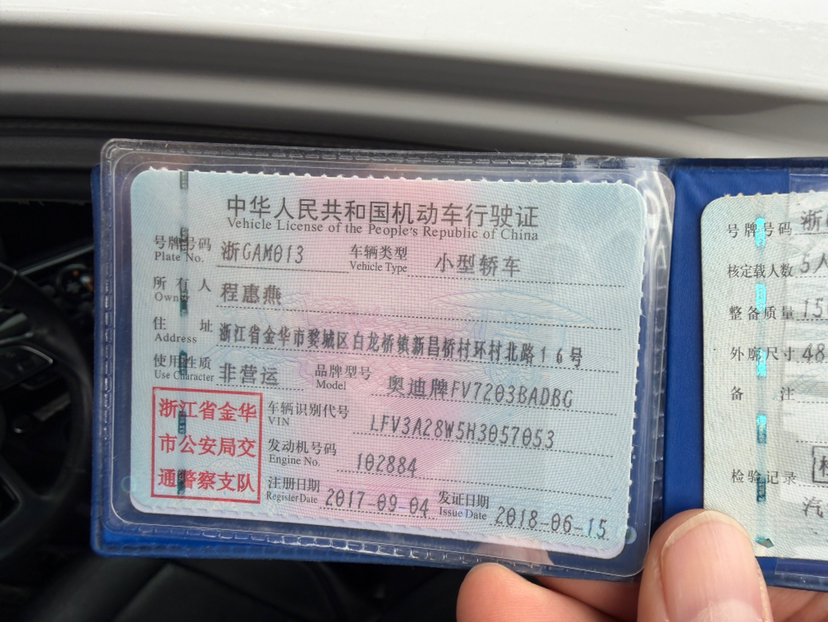 中华人民共和国机动车行驶证
Vehicle License of the People's Republic of China
号牌号码 浙GAM013 车辆类型 小型轿车
Plate No. Vehicle Type
所有人 程惠燕
Owner
住址 浙江省金华市婺城区白龙桥镇新昌桥村环村北路16号
Address
使用性质 非营运 品牌型号 奥迪牌FV7203BADBG
Use Character Model
浙江省金华
市公安局交
通警察支队
车辆识别代号 LFV3A28W5H3057053
VIN
发动机号码 102884
Engine No.
注册日期 2017-09-04 发证日期 2018-06-15
Register Date Issue Date
号牌号码 浙
核定载人数 5人
整备质量 15
外廓尺寸 48
备注
检验记录
汽